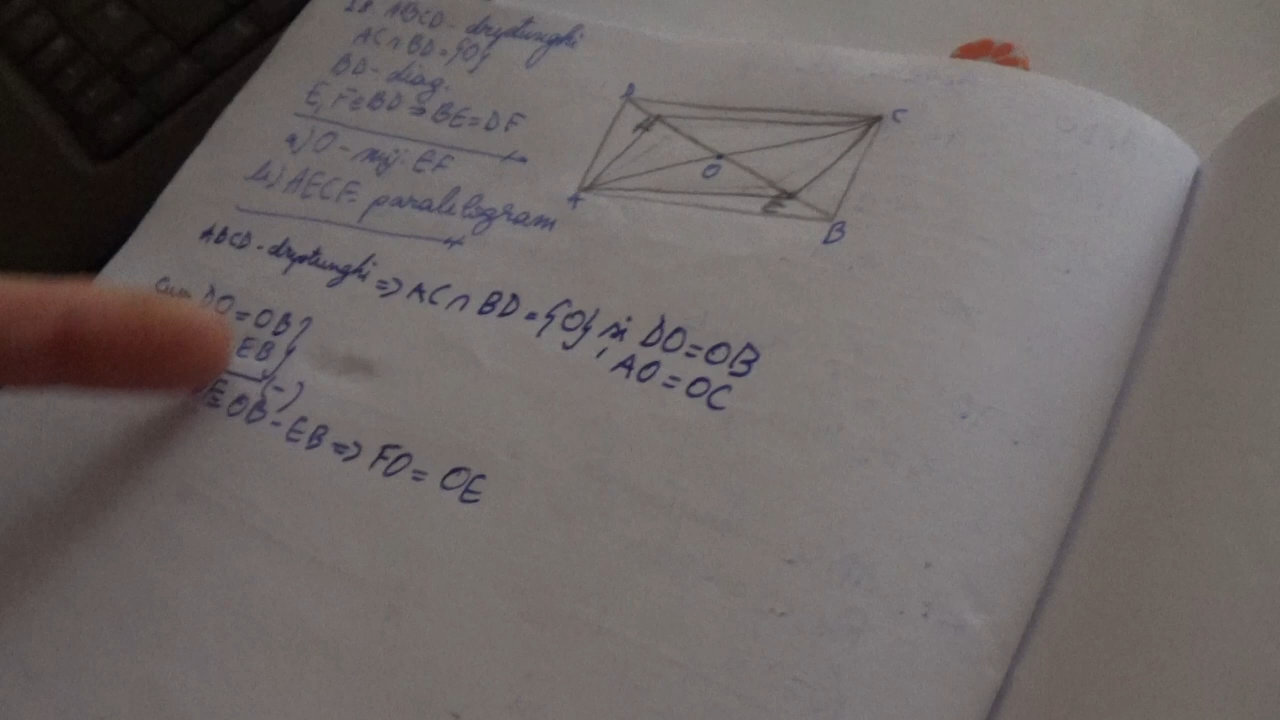 ABCD - dreptunghi
AC ∩ BD = {O}
BD - diag.
E, F ∈ BD ⇒ BE = DF
a) O - mij. EF
b) AECF - paralelogram
D
C
F
O
A
E
B
ABCD - dreptunghi ⇒ AC ∩ BD = {O} și DO = OB
, AO = OC
Cum DO = OB }
EB }
(-)
OB - EB ⇒ FO = OE